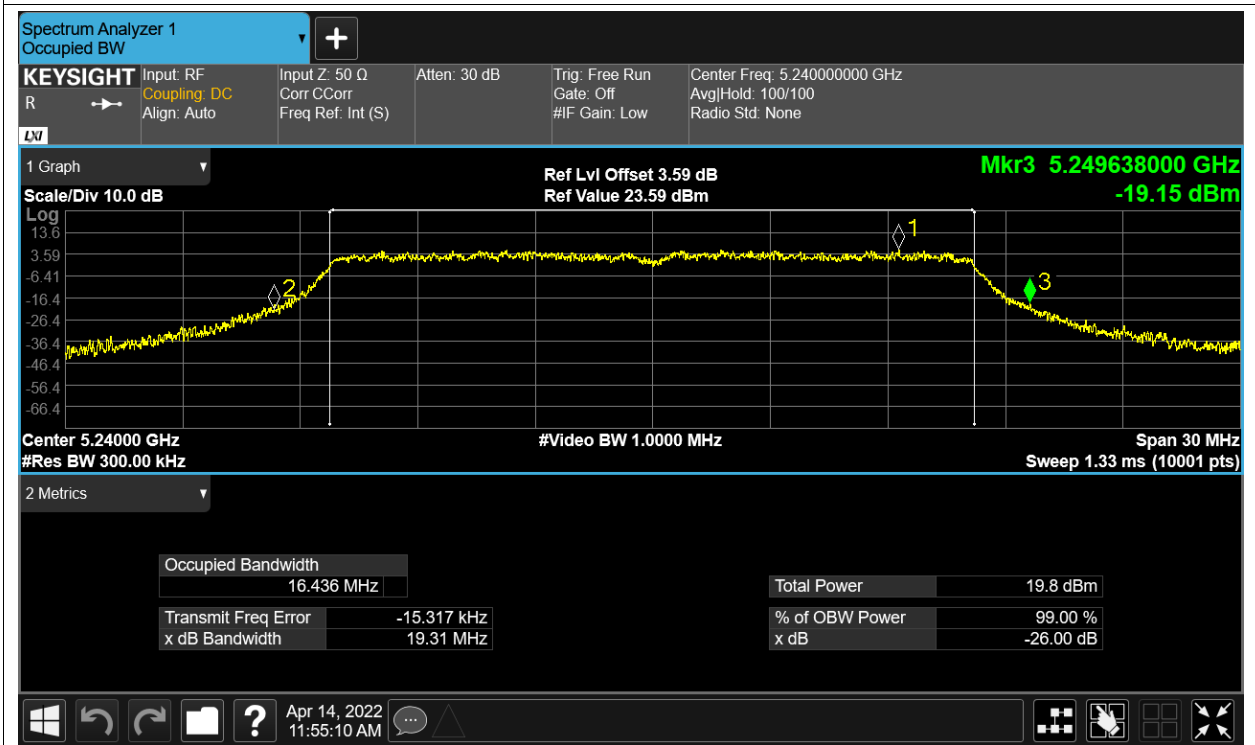 Spectrum Analyzer 1
Occupied BW
KEYSIGHT
R
LXI
Input: RF
Coupling: DC
Align: Auto
Input Z: 50 Ω
Corr CCorr
Freq Ref: Int (S)
Atten: 30 dB
Trig: Free Run
Gate: Off
#IF Gain: Low
Center Freq: 5.240000000 GHz
Avg|Hold: 100/100
Radio Std: None
1 Graph
Scale/Div 10.0 dB
Ref Lvl Offset 3.59 dB
Ref Value 23.59 dBm
Mkr3 5.249638000 GHz
-19.15 dBm
Log
13.6
3.59
-6.41
-16.4
-26.4
-36.4
-46.4
-56.4
-66.4
1
2
3
Center 5.24000 GHz
#Res BW 300.00 kHz
#Video BW 1.0000 MHz
Span 30 MHz
Sweep 1.33 ms (10001 pts)
2 Metrics
Occupied Bandwidth
16.436 MHz
Transmit Freq Error -15.317 kHz
x dB Bandwidth 19.31 MHz
Total Power 19.8 dBm
% of OBW Power 99.00 %
x dB -26.00 dB
?
Apr 14, 2022
11:55:10 AM